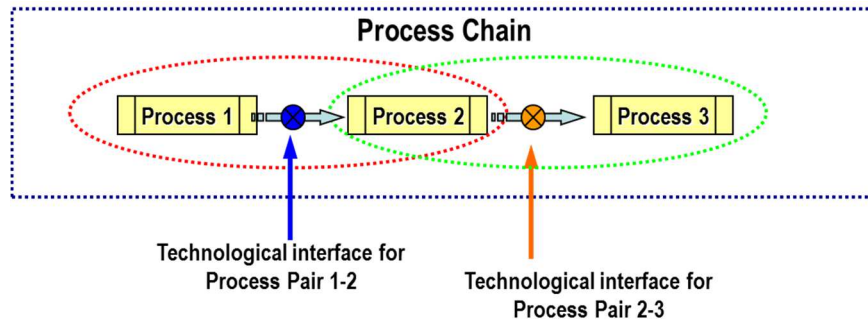 Process Chain
Process 1
Process 2
Process 3
Technological interface for
Process Pair 1-2
Technological interface for
Process Pair 2-3